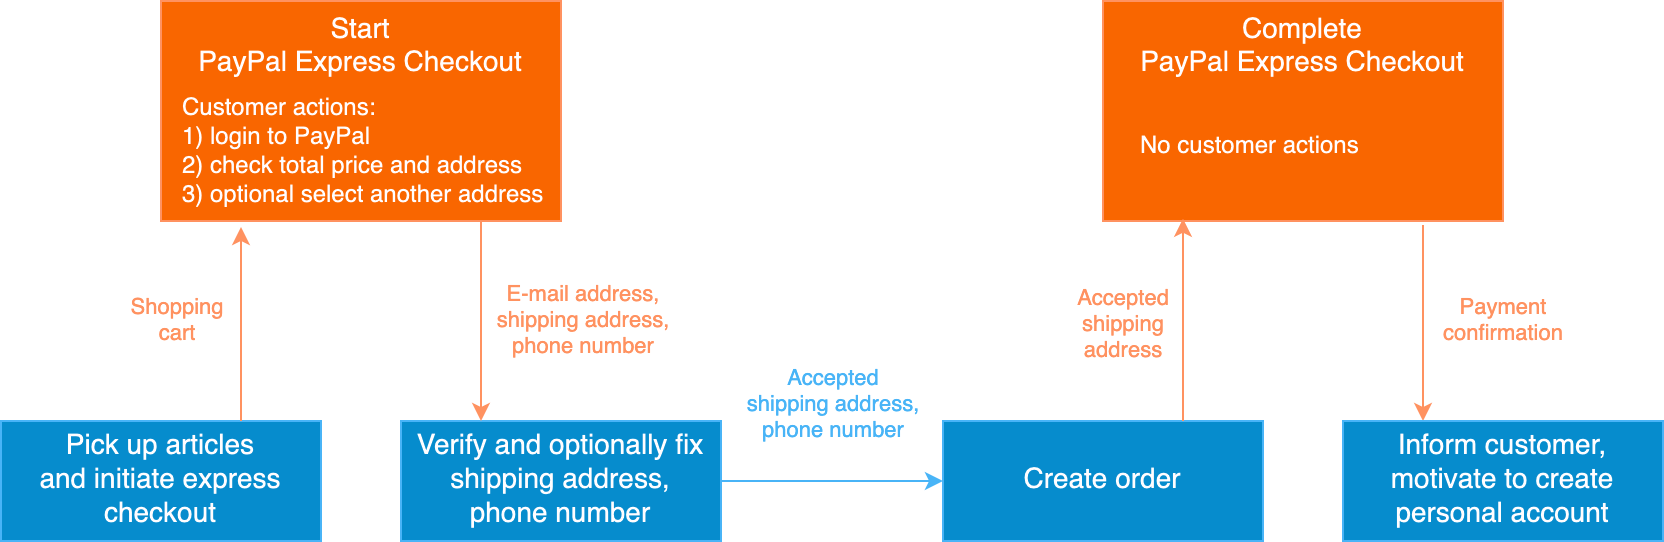 Start
PayPal Express Checkout
Customer actions:
1) login to PayPal
2) check total price and address
3) optional select another address
Complete
PayPal Express Checkout
No customer actions
Shopping
cart
E-mail address,
shipping address,
phone number
Accepted
shipping address,
phone number
Accepted
shipping
address
Payment
confirmation
Pick up articles
and initiate express
checkout
Verify and optionally fix
shipping address,
phone number
Create order
Inform customer,
motivate to create
personal account